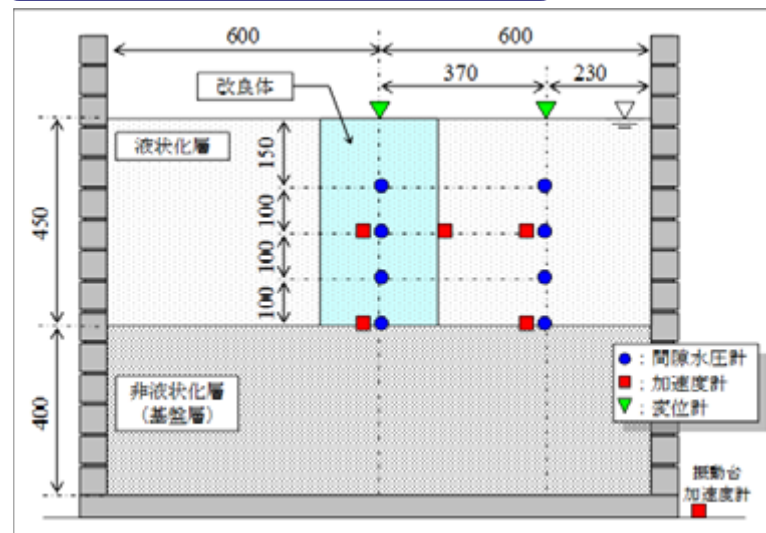 600
600
370
230
改良体
液状化層
150
100
100
100
450
非液状化層
(基盤層)
400
：間隙水圧計
：加速度計
：変位計
振動台
加速度計